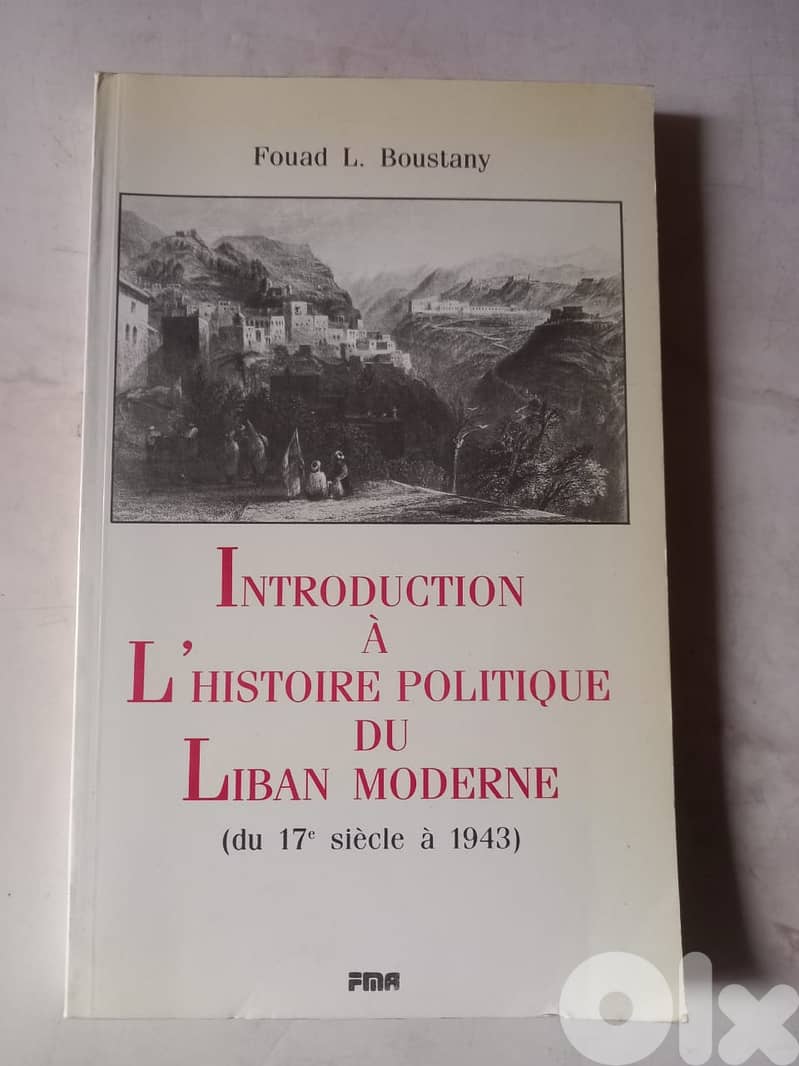 Fouad L. Boustany
INTRODUCTION
À
L'HISTOIRE POLITIQUE
DU
LIBAN MODERNE
(du 17e siècle à 1943)
FMA
OLX